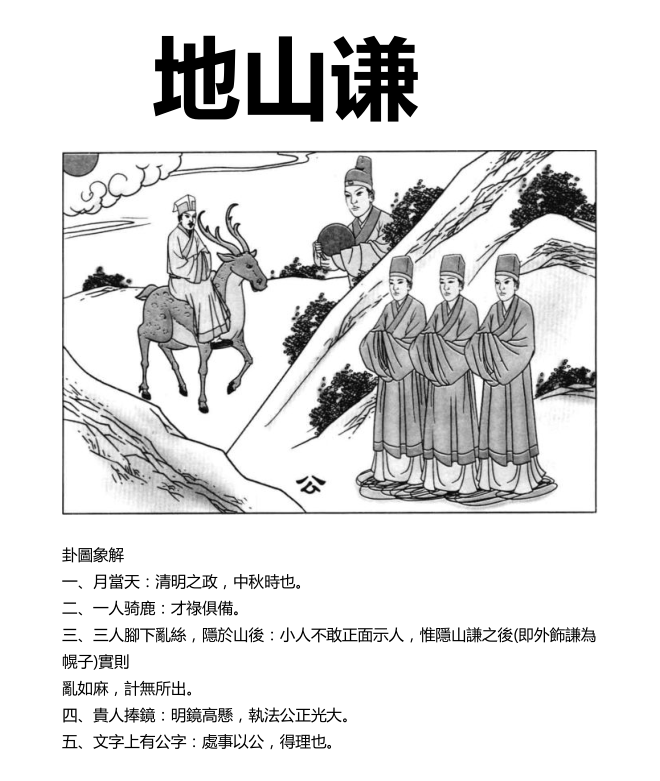 地山谦
公
卦圖象解
一、月當天：清明之政，中秋時也。
二、一人骑鹿：才祿俱備。
三、三人腳下亂絲，隱於山後：小人不敢正面示人，惟隱山謙之後(即外飾謙為
幌子)實則
亂如麻，計無所出。
四、貴人捧鏡：明鏡高懸，執法公正光大。
五、文字上有公字：處事以公，得理也。